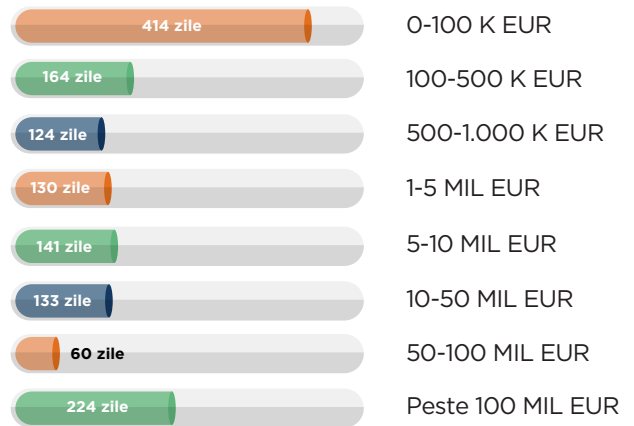 414 zile 0-100 K EUR
164 zile 100-500 K EUR
124 zile 500-1.000 K EUR
130 zile 1-5 MIL EUR
141 zile 5-10 MIL EUR
133 zile 10-50 MIL EUR
60 zile 50-100 MIL EUR
224 zile Peste 100 MIL EUR